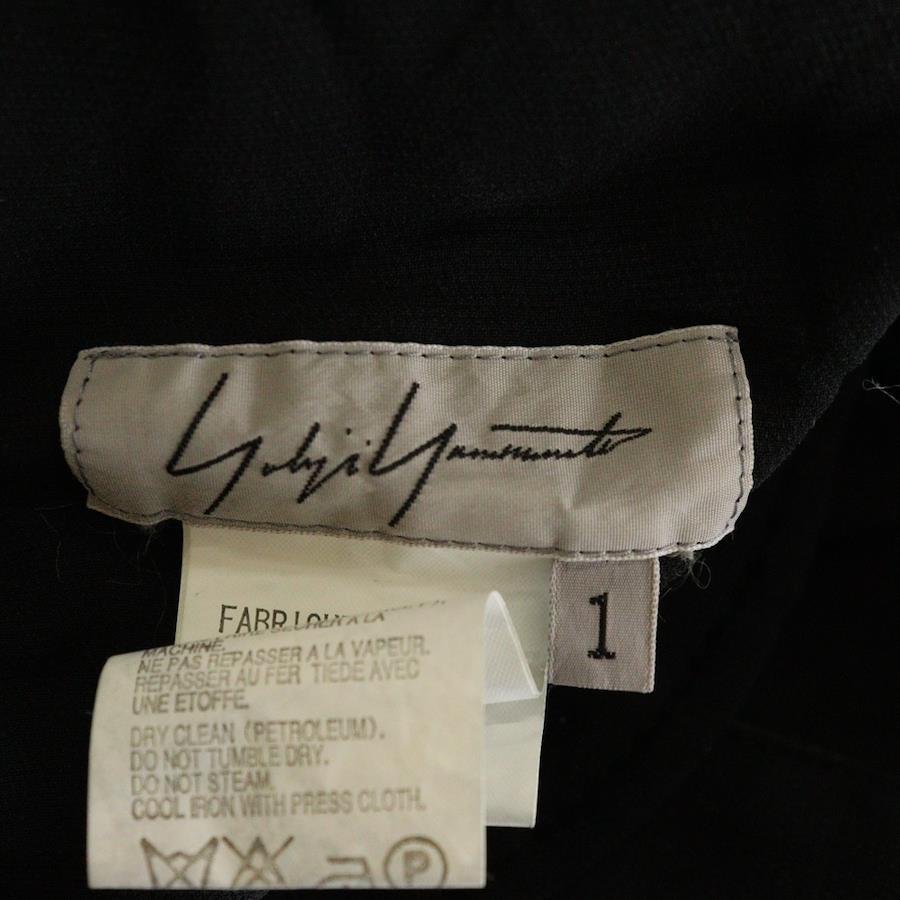 Yohji Yamamoto
1
MACHINE.
NE PAS REPASSER A LA VAPEUR.
REPASSER AU FER TIEDE AVEC
UNE ETOFFE.
DRY CLEAN (PETROLEUM).
DO NOT TUMBLE DRY.
DO NOT STEAM.
COOL IRON WITH PRESS CLOTH.
P